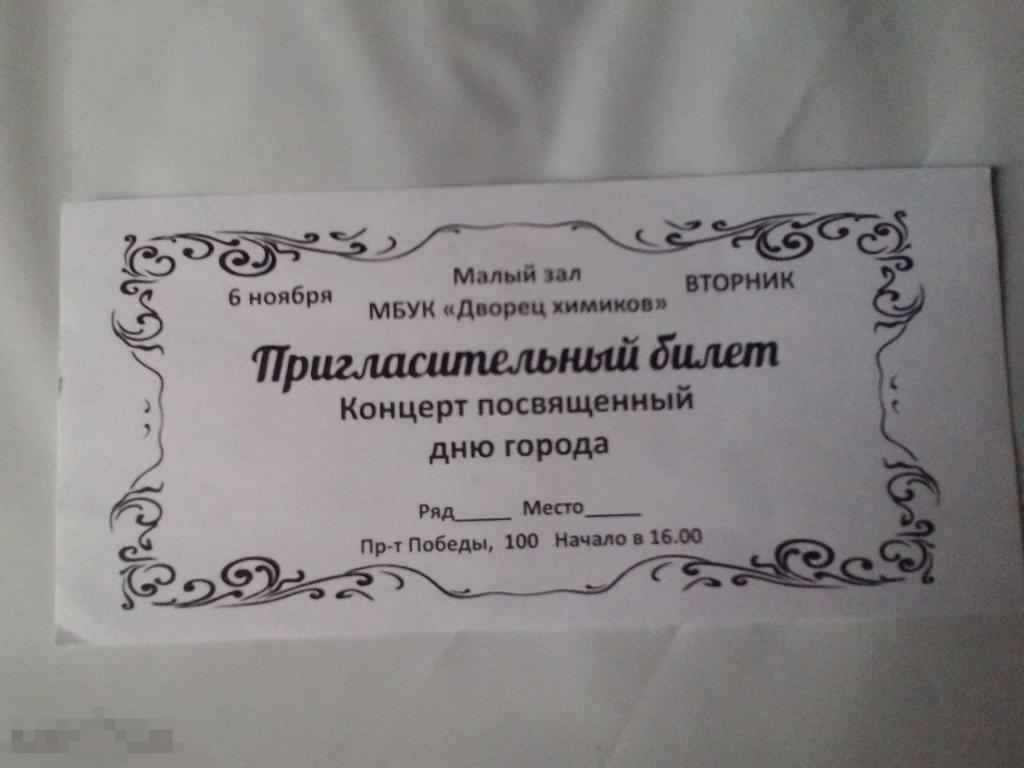 6 ноября
Малый зал
ВТОРНИК
МБУК «Дворец химиков»
Пригласительный билет
Концерт посвященный
дню города
Ряд_____ Место_____
Пр-т Победы, 100 Начало в 16.00